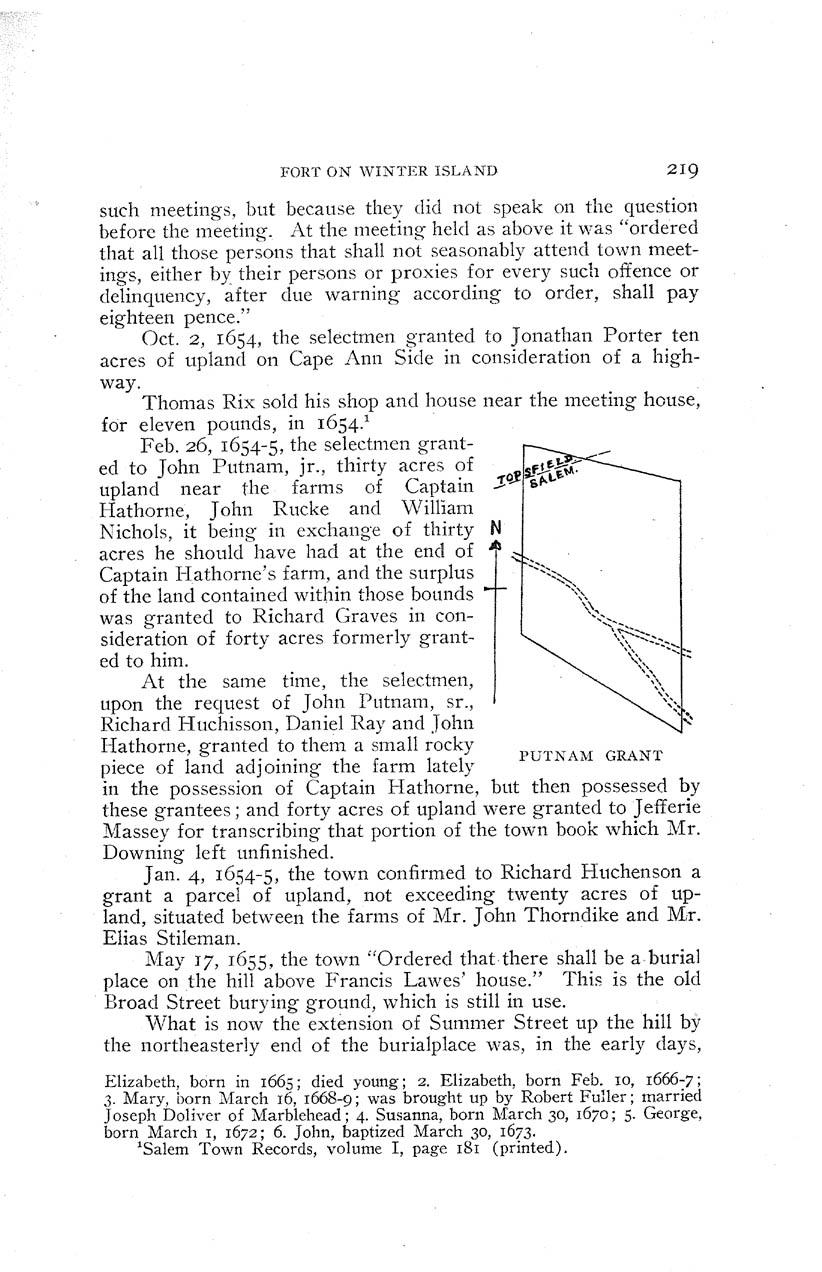 FORT ON WINTER ISLAND 219
such meetings, but because they did not speak on the question
before the meeting. At the meeting held as above it was “ordered
that all those persons that shall not seasonably attend town meet-
ings, either by their persons or proxies for every such offence or
delinquency, after due warning according to order, shall pay
eighteen pence.”
Oct. 2, 1654, the selectmen granted to Jonathan Porter ten
acres of upland on Cape Ann Side in consideration of a high-
way.
Thomas Rix sold his shop and house near the meeting house,
for eleven pounds, in 1654.¹
Feb. 26, 1654-5, the selectmen grant-
ed to John Putnam, jr., thirty acres of
upland near the farms of Captain
Hathorne, John Rucke and William
Nichols, it being in exchange of thirty
acres he should have had at the end of
Captain Hathorne's farm, and the surplus
of the land contained within those bounds
was granted to Richard Graves in con-
sideration of forty acres formerly grant-
ed to him.
At the same time, the selectmen,
upon the request of John Putnam, sr.,
Richard Huchisson, Daniel Ray and John
Hathorne, granted to them a small rocky
piece of land adjoining the farm lately
TOPSFIELD
SALEM.
N
PUTNAM GRANT
in the possession of Captain Hathorne, but then possessed by
these grantees; and forty acres of upland were granted to Jefferie
Massey for transcribing that portion of the town book which Mr.
Downing left unfinished.
Jan. 4, 1654-5, the town confirmed to Richard Huchenson a
grant a parcel of upland, not exceeding twenty acres of up-
land, situated between the farms of Mr. John Thorndike and Mr.
Elias Stileman.
May 17, 1655, the town “Ordered that there shall be a burial
place on the hill above Francis Lawes' house.” This is the old
Broad Street burying ground, which is still in use.
What is now the extension of Summer Street up the hill by
the northeasterly end of the burialplace was, in the early days,
Elizabeth, born in 1665; died young; 2. Elizabeth, born Feb. 10, 1666-7;
3. Mary, born March 16, 1668-9; was brought up by Robert Fuller; married
Joseph Doliver of Marblehead; 4. Susanna, born March 30, 1670; 5. George,
born March 1, 1672; 6. John, baptized March 30, 1673.
¹Salem Town Records, volume I, page 181 (printed).